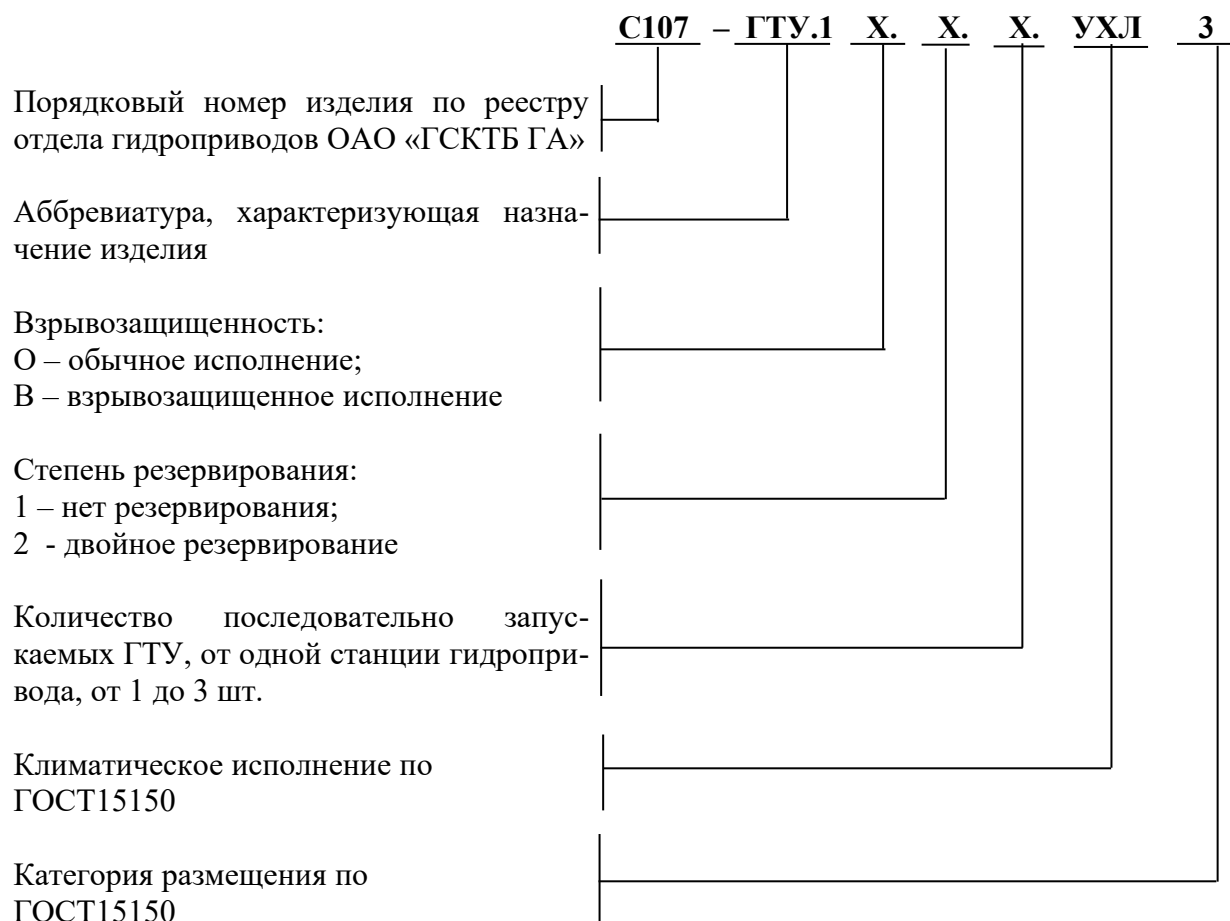 С107 – ГТУ.1 Х. Х. Х. УХЛ 3
Порядковый номер изделия по реестру
отдела гидроприводов ОАО «ГСКТБ ГА»
Аббревиатура, характеризующая назна-
чение изделия
Взрывозащищенность:
О – обычное исполнение;
В – взрывозащищенное исполнение
Степень резервирования:
1 – нет резервирования;
2 - двойное резервирование
Количество последовательно запус-
каемых ГТУ, от одной станции гидропри-
вода, от 1 до 3 шт.
Климатическое исполнение по
ГОСТ15150
Категория размещения по
ГОСТ15150